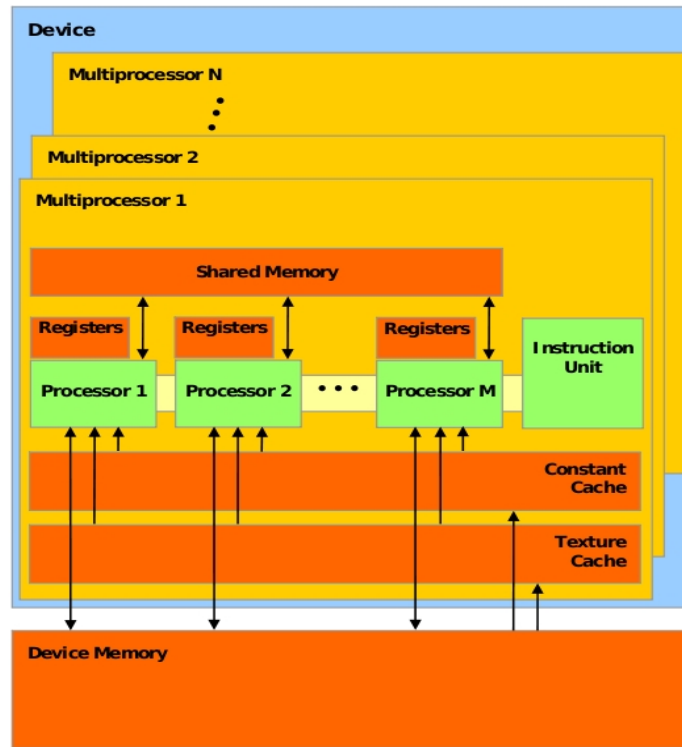 Device
Multiprocessor N
Multiprocessor 2
Multiprocessor 1
Shared Memory
Registers
Registers
Registers
Instruction
Unit
Processor 1
Processor 2
Processor M
Constant
Cache
Texture
Cache
Device Memory